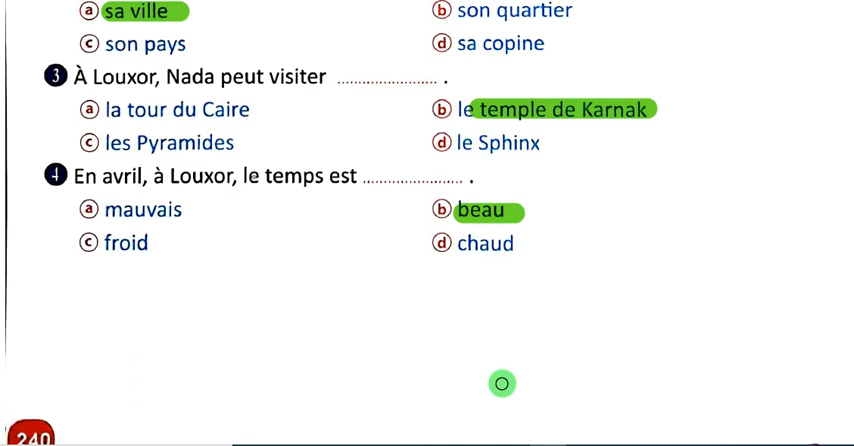 ⓐ sa ville ⓑ son quartier
ⓒ son pays ⓓ sa copine
❸ À Louxor, Nada peut visiter ........................ .
ⓐ la tour du Caire ⓑ le temple de Karnak
ⓒ les Pyramides ⓓ le Sphinx
❹ En avril, à Louxor, le temps est ........................ .
ⓐ mauvais ⓑ beau
ⓒ froid ⓓ chaud
240